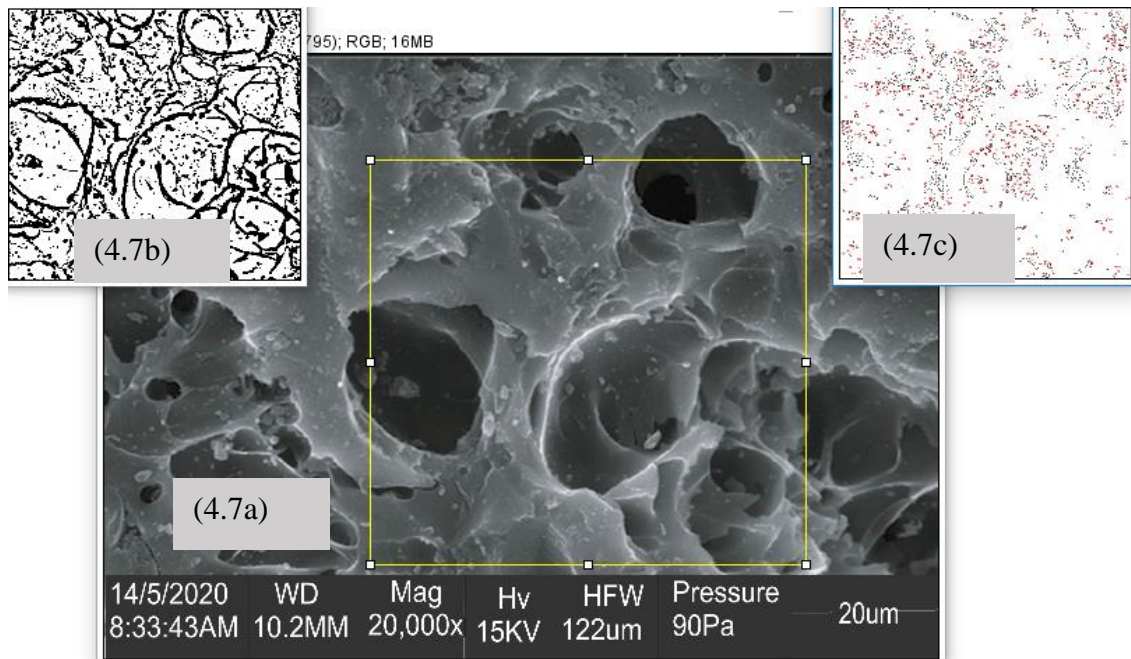 795); RGB; 16MB
(4.7b)
(4.7c)
(4.7a)
14/5/2020 WD Mag Hv HFW Pressure 20um
8:33:43AM 10.2MM 20,000x 15KV 122um 90Pa